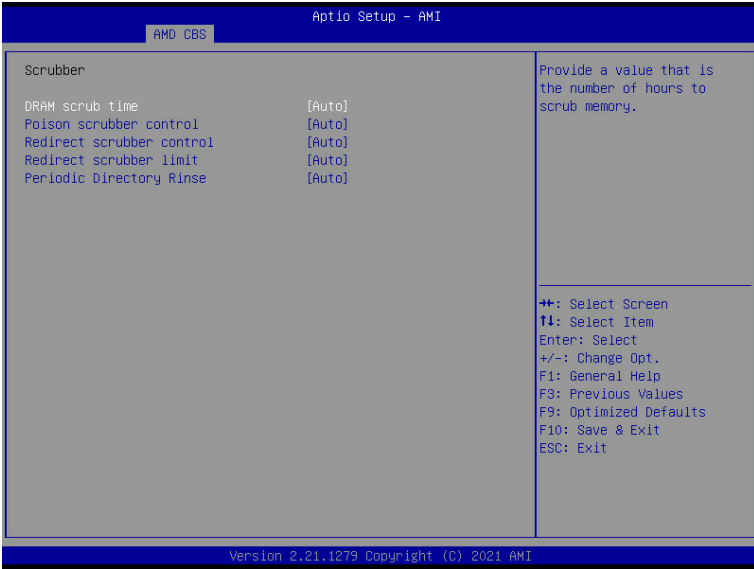 Aptio Setup – AMI
AMD CBS
Scrubber
DRAM scrub time [Auto]
Poison scrubber control [Auto]
Redirect scrubber control [Auto]
Redirect scrubber limit [Auto]
Periodic Directory Rinse [Auto]
Provide a value that is
the number of hours to
scrub memory.
→←: Select Screen
↑↓: Select Item
Enter: Select
+/-: Change Opt.
F1: General Help
F3: Previous Values
F9: Optimized Defaults
F10: Save & Exit
ESC: Exit
Version 2.21.1279 Copyright (C) 2021 AMI